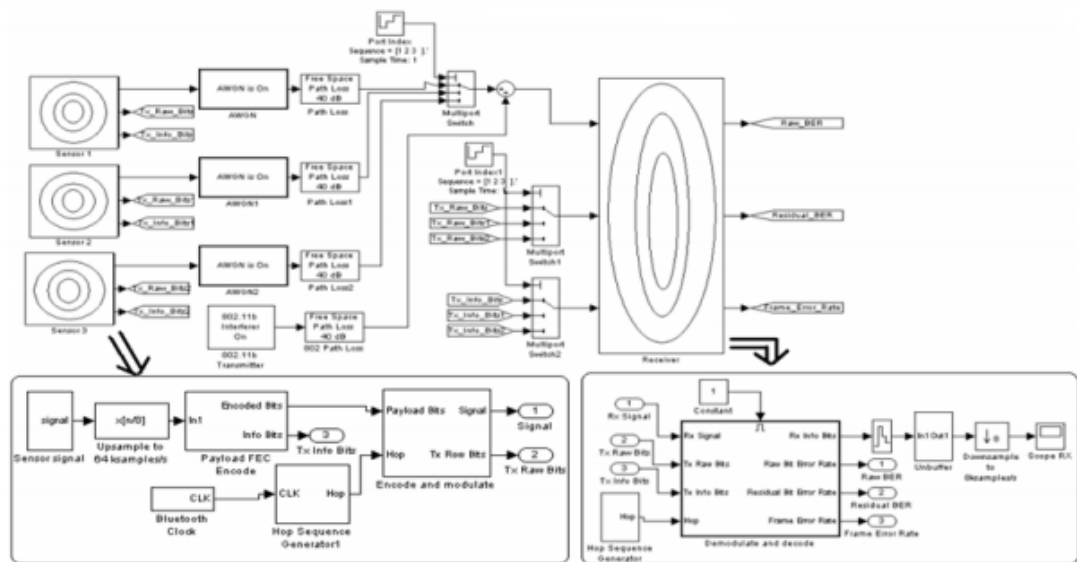 Port Index
Sequence = [1 2 3 ].'
Sample Time: 1
AWGN is On
AWGN
Free Space
Path Loss
40 dB
Path Loss
Multiport
Switch
Tx_Raw_Bits
Tx_Info_Bits
Sensor 1
AWGN is On
AWGN1
Free Space
Path Loss
40 dB
Path Loss1
Tx_Raw_Bits1
Tx_Info_Bits1
Sensor 2
AWGN is On
AWGN2
Free Space
Path Loss
40 dB
Path Loss2
Tx_Raw_Bits2
Tx_Info_Bits2
Sensor 3
802.11b
Interferer
On
802.11b
Transmitter
Free Space
Path Loss
40 dB
802 Path Loss
Port Index1
Sequence = [1 2 3 ].'
Sample Time:
Tx_Raw_Bits
Tx_Raw_Bits1
Tx_Raw_Bits2
Multiport
Switch1
Tx_Info_Bits
Tx_Info_Bits1
Tx_Info_Bits2
Multiport
Switch2
Receiver
Raw_BER
Residual_BER
Frame_Error_Rate
signal
Sensor signal
x[n/8]
Upsample to
64 ksamples/s
In1
Encoded Bits
Info Bits
Payload FEC
Encode
3
Tx Info Bits
CLK
Bluetooth
Clock
CLK
Hop
Hop Sequence
Generator1
Payload Bits
Hop
Signal
Tx Raw Bits
Encode and modulate
1
Signal
2
Tx Raw Bits
1
Constant
1
Rx Signal
2
Tx Raw Bits
3
Tx Info Bits
Hop
Hop Sequence
Generator
Rx Signal
Tx Raw Bits
Tx Info Bits
Hop
Rx Info Bits
Raw Bit Error Rate
Residual Bit Error Rate
Frame Error Rate
Demodulate and decode
1
Raw BER
2
Residual BER
3
Frame Error Rate
In1 Out1
Unbuffer
8
Downsample to
8ksamples/s
Scope RX